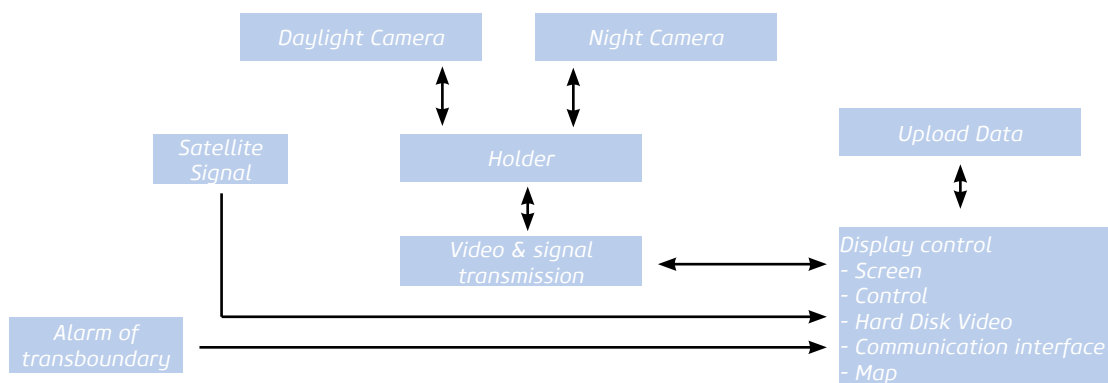 Daylight Camera
Night Camera
Upload Data
Satellite
Signal
Holder
Video & signal
transmission
Display control
- Screen
- Control
- Hard Disk Video
- Communication interface
- Map
Alarm of
transboundary